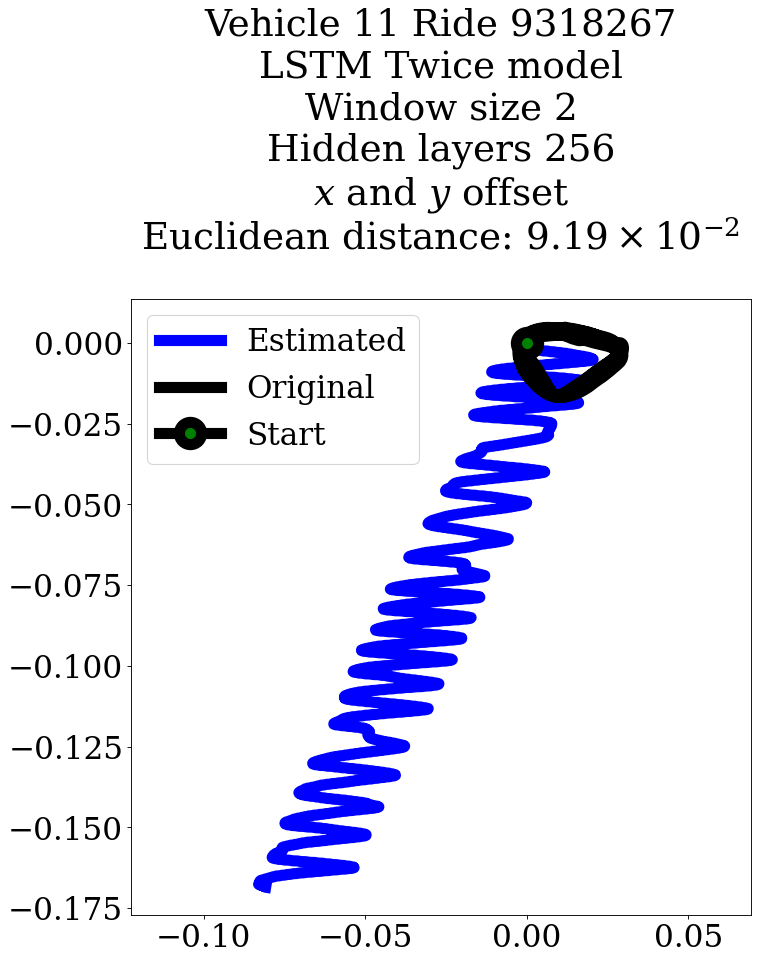 Vehicle 11 Ride 9318267
LSTM Twice model
Window size 2
Hidden layers 256
x and y offset
Euclidean distance: 9.19 × 10⁻²
Estimated
Original
Start
0.000
−0.025
−0.050
−0.075
−0.100
−0.125
−0.150
−0.175
−0.10
−0.05
0.00
0.05